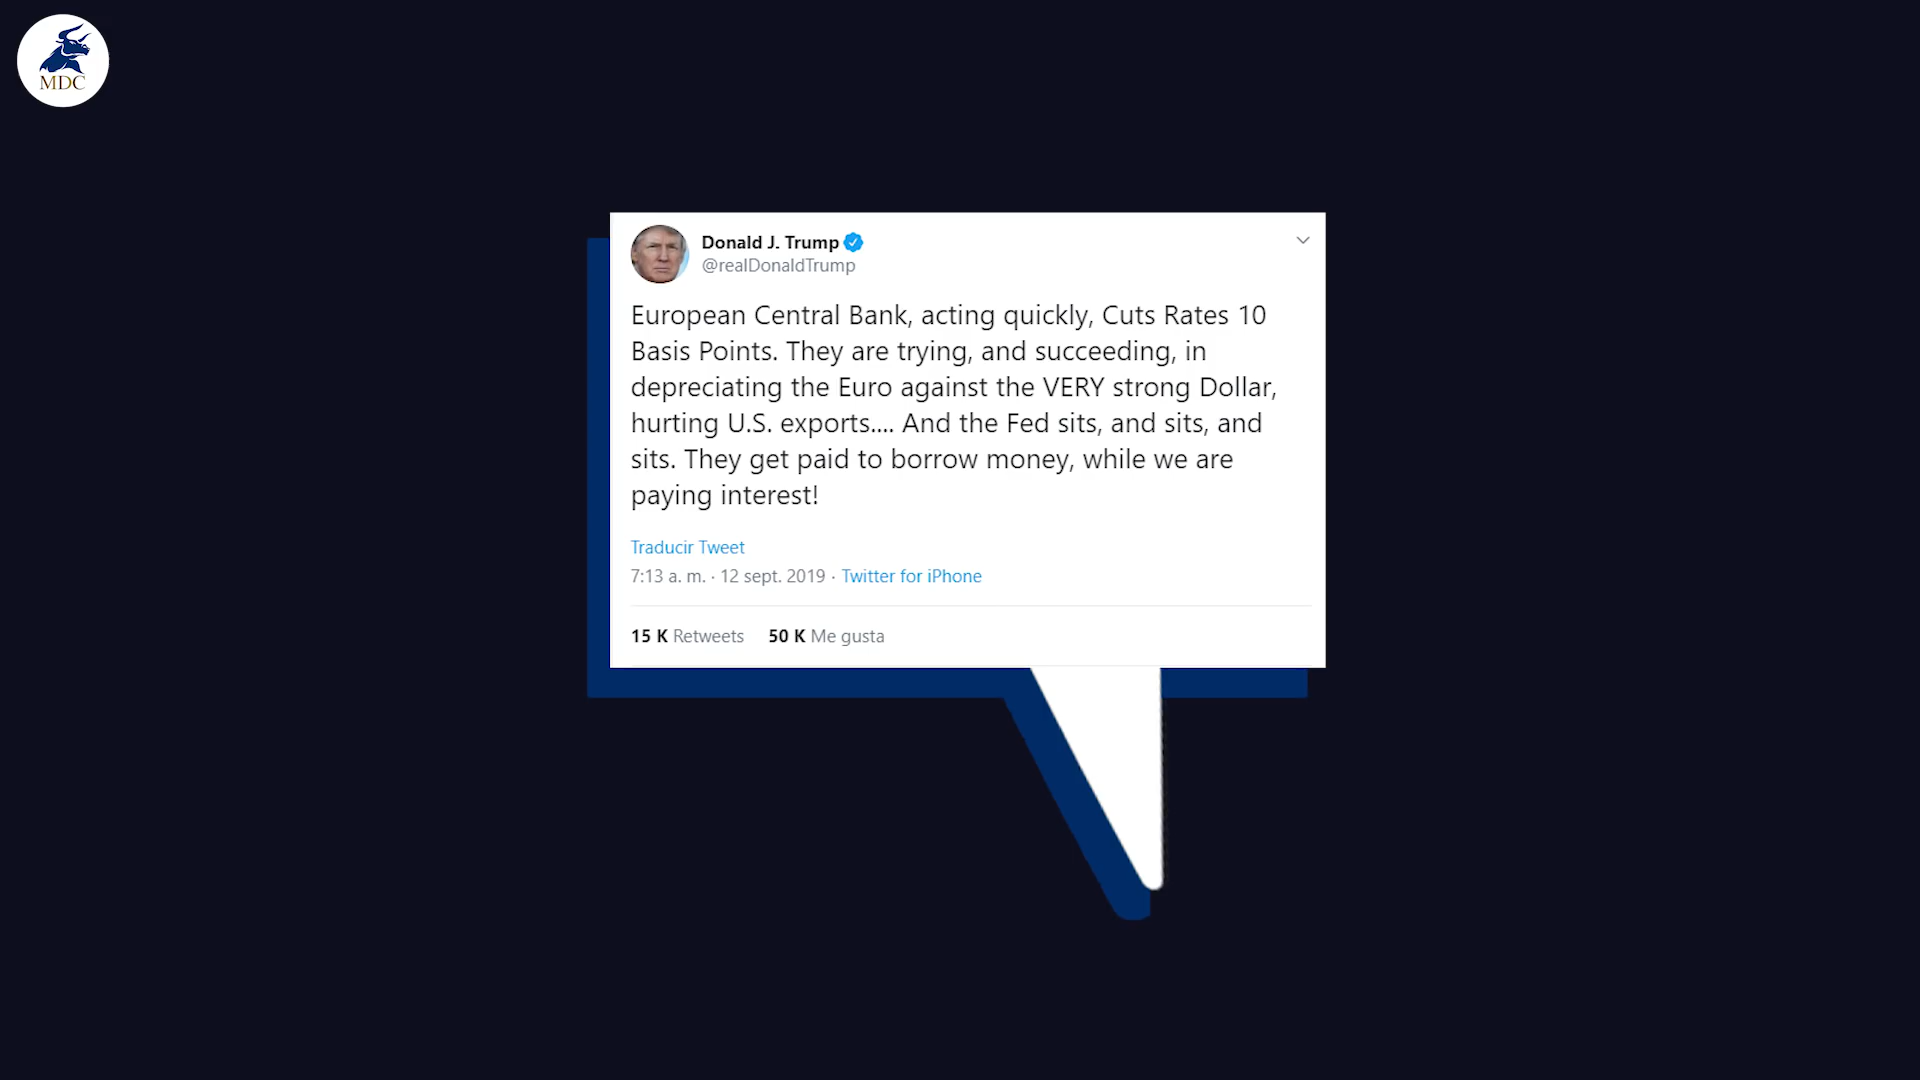 MDC
Donald J. Trump
@realDonaldTrump
European Central Bank, acting quickly, Cuts Rates 10
Basis Points. They are trying, and succeeding, in
depreciating the Euro against the VERY strong Dollar,
hurting U.S. exports.... And the Fed sits, and sits, and
sits. They get paid to borrow money, while we are
paying interest!
Traducir Tweet
7:13 a. m. · 12 sept. 2019 · Twitter for iPhone
15 K Retweets 50 K Me gusta